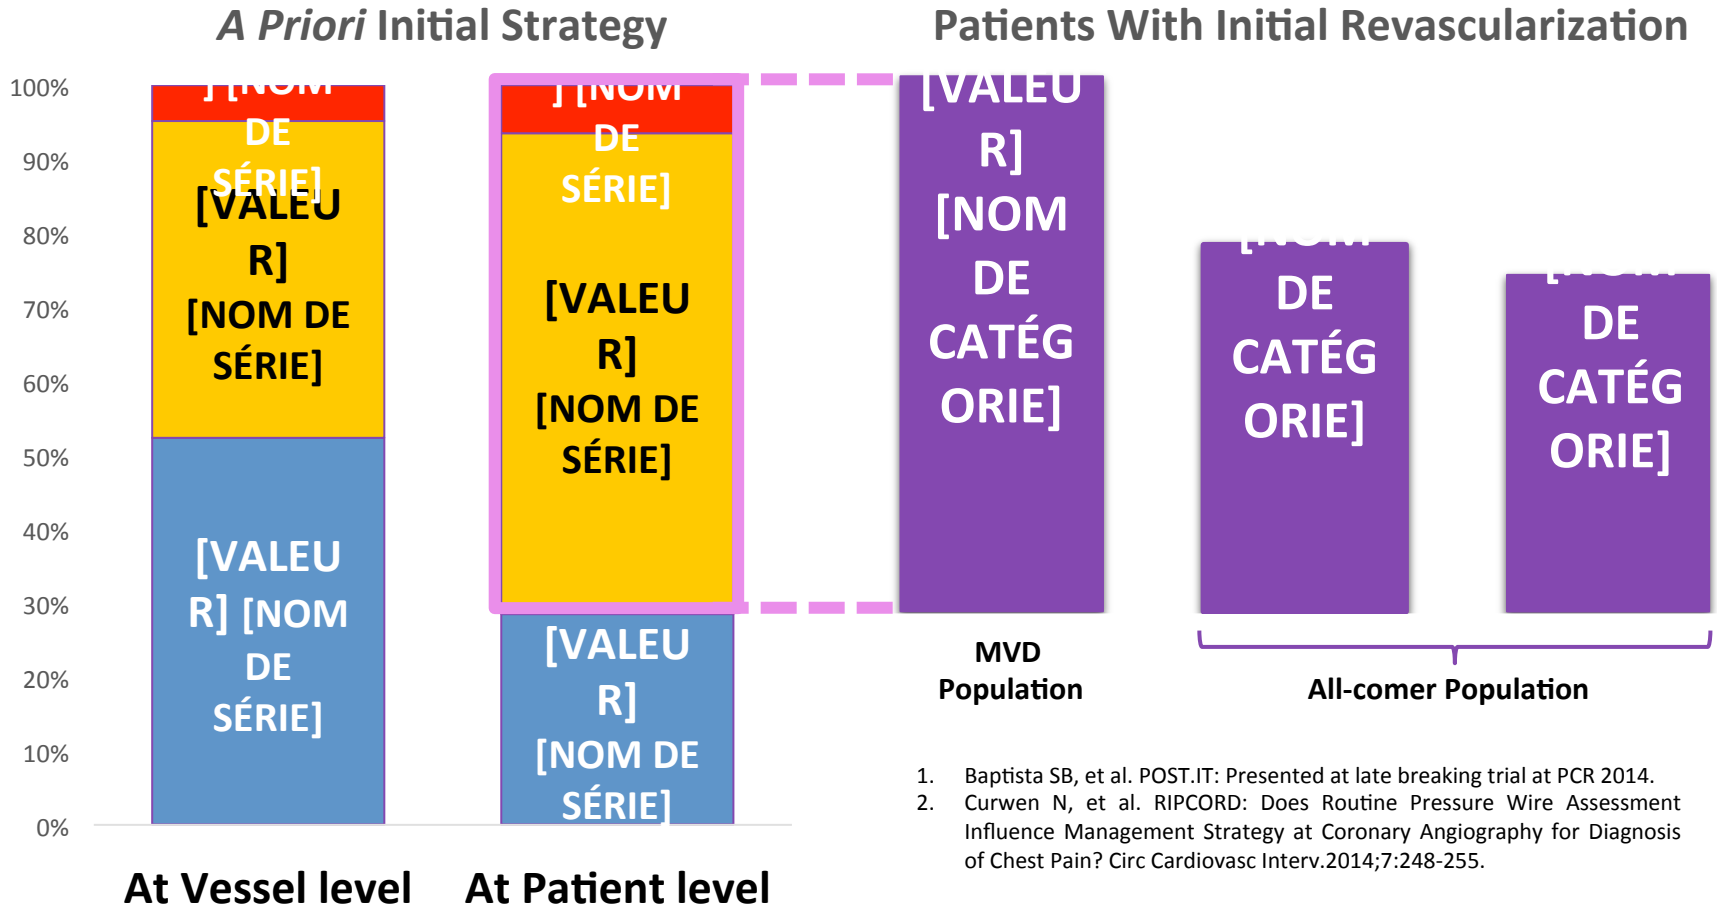 A Priori Initial Strategy
Patients With Initial Revascularization
100%
90%
80%
70%
60%
50%
40%
30%
20%
10%
0%
] [NOM
DE
SÉRIE]
[VALEU
R]
[NOM DE
SÉRIE]
[VALEU
R] [NOM
DE
SÉRIE]
] [NOM
DE
SÉRIE]
[VALEU
R]
[NOM DE
SÉRIE]
[VALEU
R]
[NOM DE
SÉRIE]
At Vessel level
At Patient level
[VALEU
R]
[NOM
DE
CATÉG
ORIE]
[NOM
DE
CATÉG
ORIE]
[NOM
DE
CATÉG
ORIE]
MVD
Population
All-comer Population
1. Baptista SB, et al. POST.IT: Presented at late breaking trial at PCR 2014.
2. Curwen N, et al. RIPCORD: Does Routine Pressure Wire Assessment
Influence Management Strategy at Coronary Angiography for Diagnosis
of Chest Pain? Circ Cardiovasc Interv.2014;7:248-255.